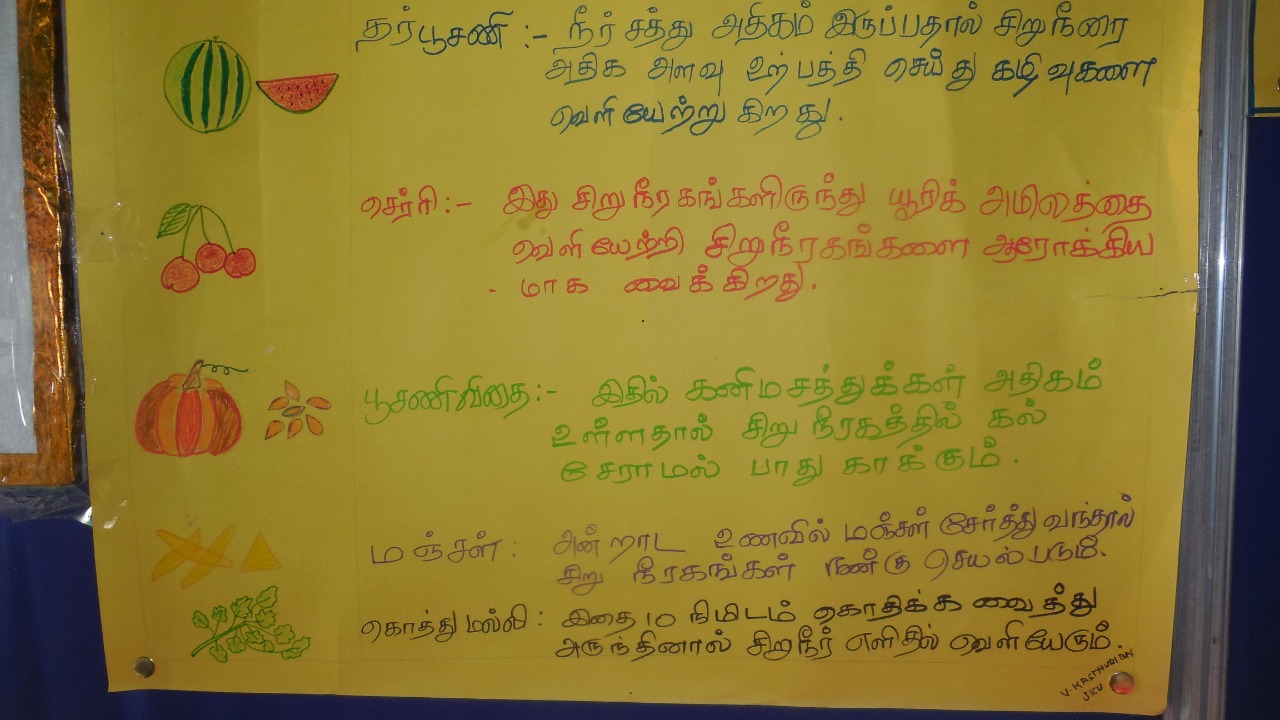 தர்பூசணி :- நீர் சத்து அதிகம் இருப்பதால் சிறுநீரை
அதிக அளவு உற்பத்தி செய்து கழிவுகளை
வெளியேற்றுகிறது.
செர்ரி :- இது சிறுநீரகங்களிருந்து யூரிக் அமிலத்தை
வெளியேற்றி சிறுநீரகங்களை ஆரோக்கிய
- மாக வைக்கிறது.
பூசணிவிதை :- இதில் கனிமசத்துக்கள் அதிகம்
உள்ளதால் சிறுநீரகத்தில் கல்
சேராமல் பாதுகாக்கும்.
மஞ்சள் : அன்றாட உணவில் மஞ்சள் சேர்த்து வந்தால்
சிறுநீரகங்கள் நன்கு செயல்படும்.
கொத்துமல்லி : இதை 10 நிமிடம் கொதிக்க வைத்து
அருந்தினால் சிறநீர் எளிதில் வெளியேரும்.
V. KASTHURI